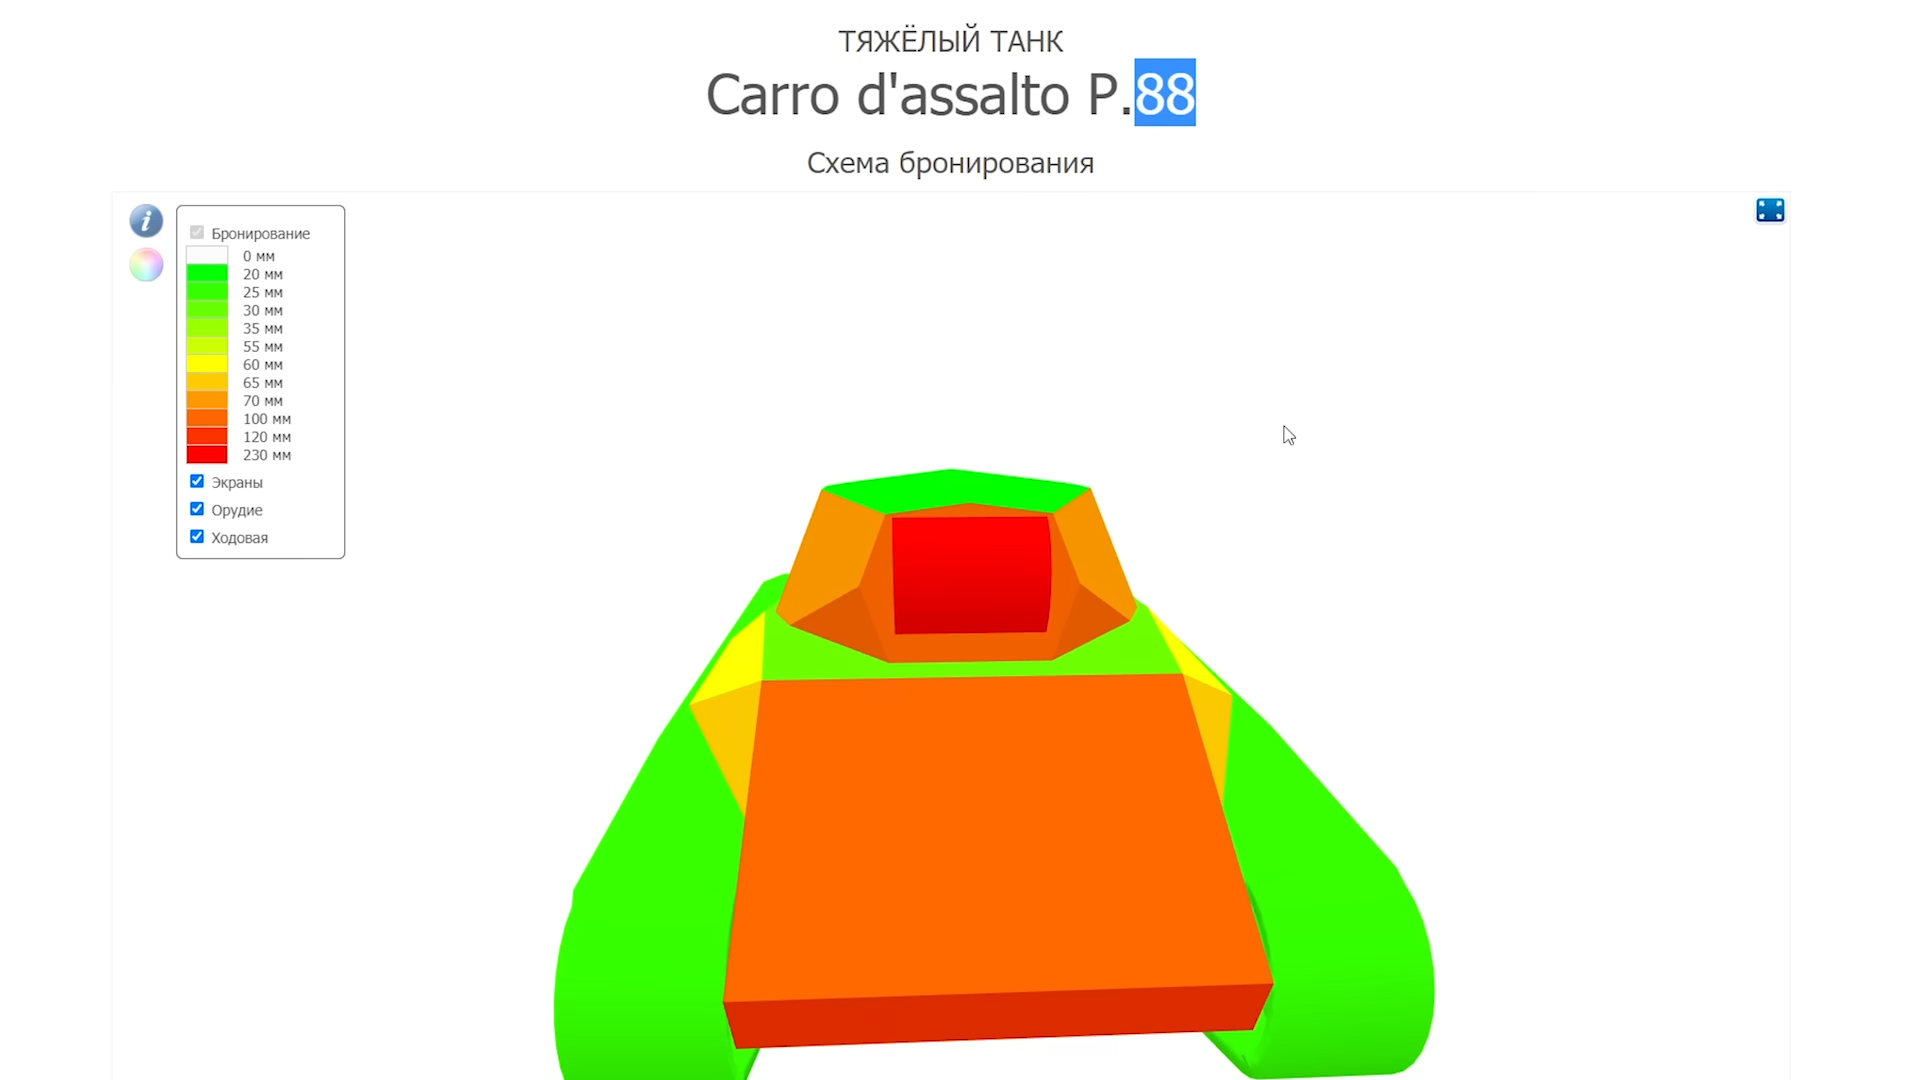 ТЯЖЁЛЫЙ ТАНК
Carro d'assalto P.88
Схема бронирования
i
Бронирование
0 мм
20 мм
25 мм
30 мм
35 мм
55 мм
60 мм
65 мм
70 мм
100 мм
120 мм
230 мм
Экраны
Орудие
Ходовая